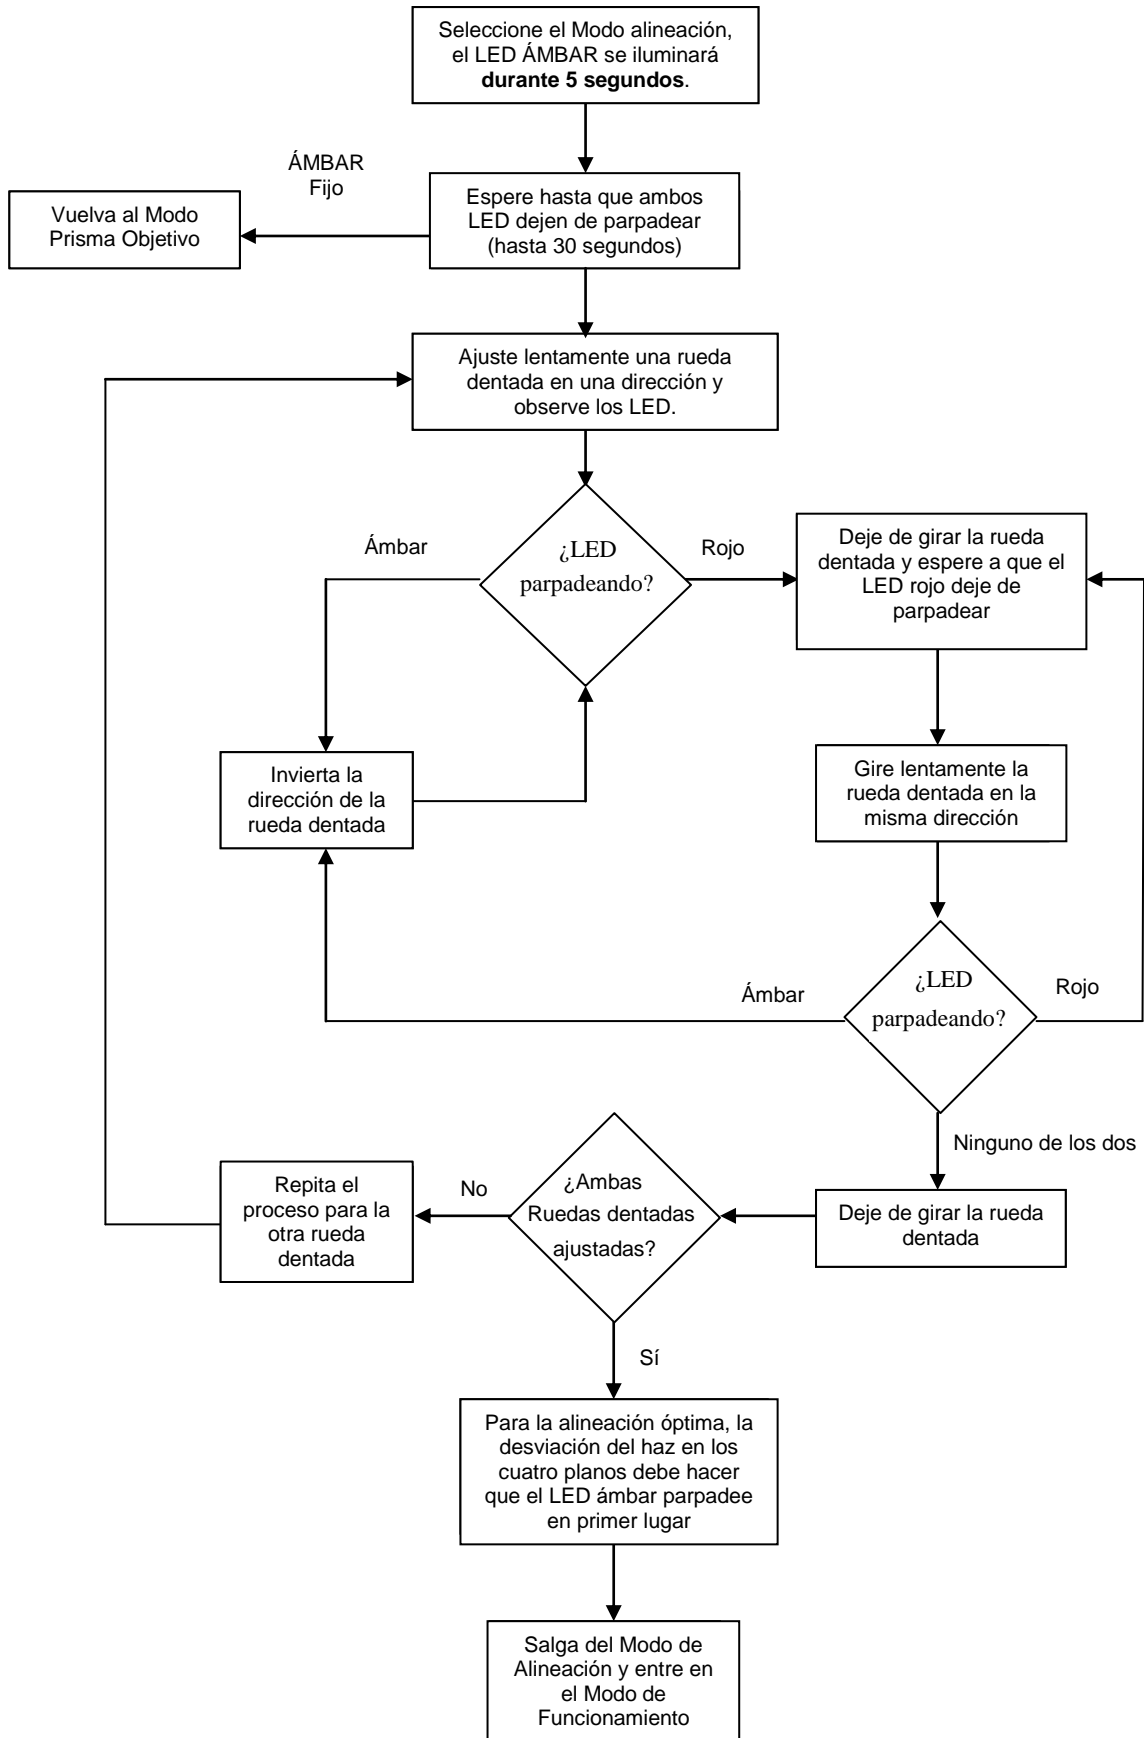 Seleccione el Modo alineación,
el LED ÁMBAR se iluminará
durante 5 segundos.
ÁMBAR
Fijo
Espere hasta que ambos
LED dejen de parpadear
(hasta 30 segundos)
Vuelva al Modo
Prisma Objetivo
Ajuste lentamente una rueda
dentada en una dirección y
observe los LED.
¿LED
parpadeando?
Ámbar
Rojo
Deje de girar la rueda
dentada y espere a que el
LED rojo deje de
parpadear
Invierta la
dirección de la
rueda dentada
Gire lentamente la
rueda dentada en la
misma dirección
¿LED
parpadeando?
Ámbar
Rojo
Ninguno de los dos
Deje de girar la rueda
dentada
¿Ambas
Ruedas dentadas
ajustadas?
No
Repita el
proceso para la
otra rueda
dentada
Sí
Para la alineación óptima, la
desviación del haz en los
cuatro planos debe hacer
que el LED ámbar parpadee
en primer lugar
Salga del Modo de
Alineación y entre en
el Modo de
Funcionamiento